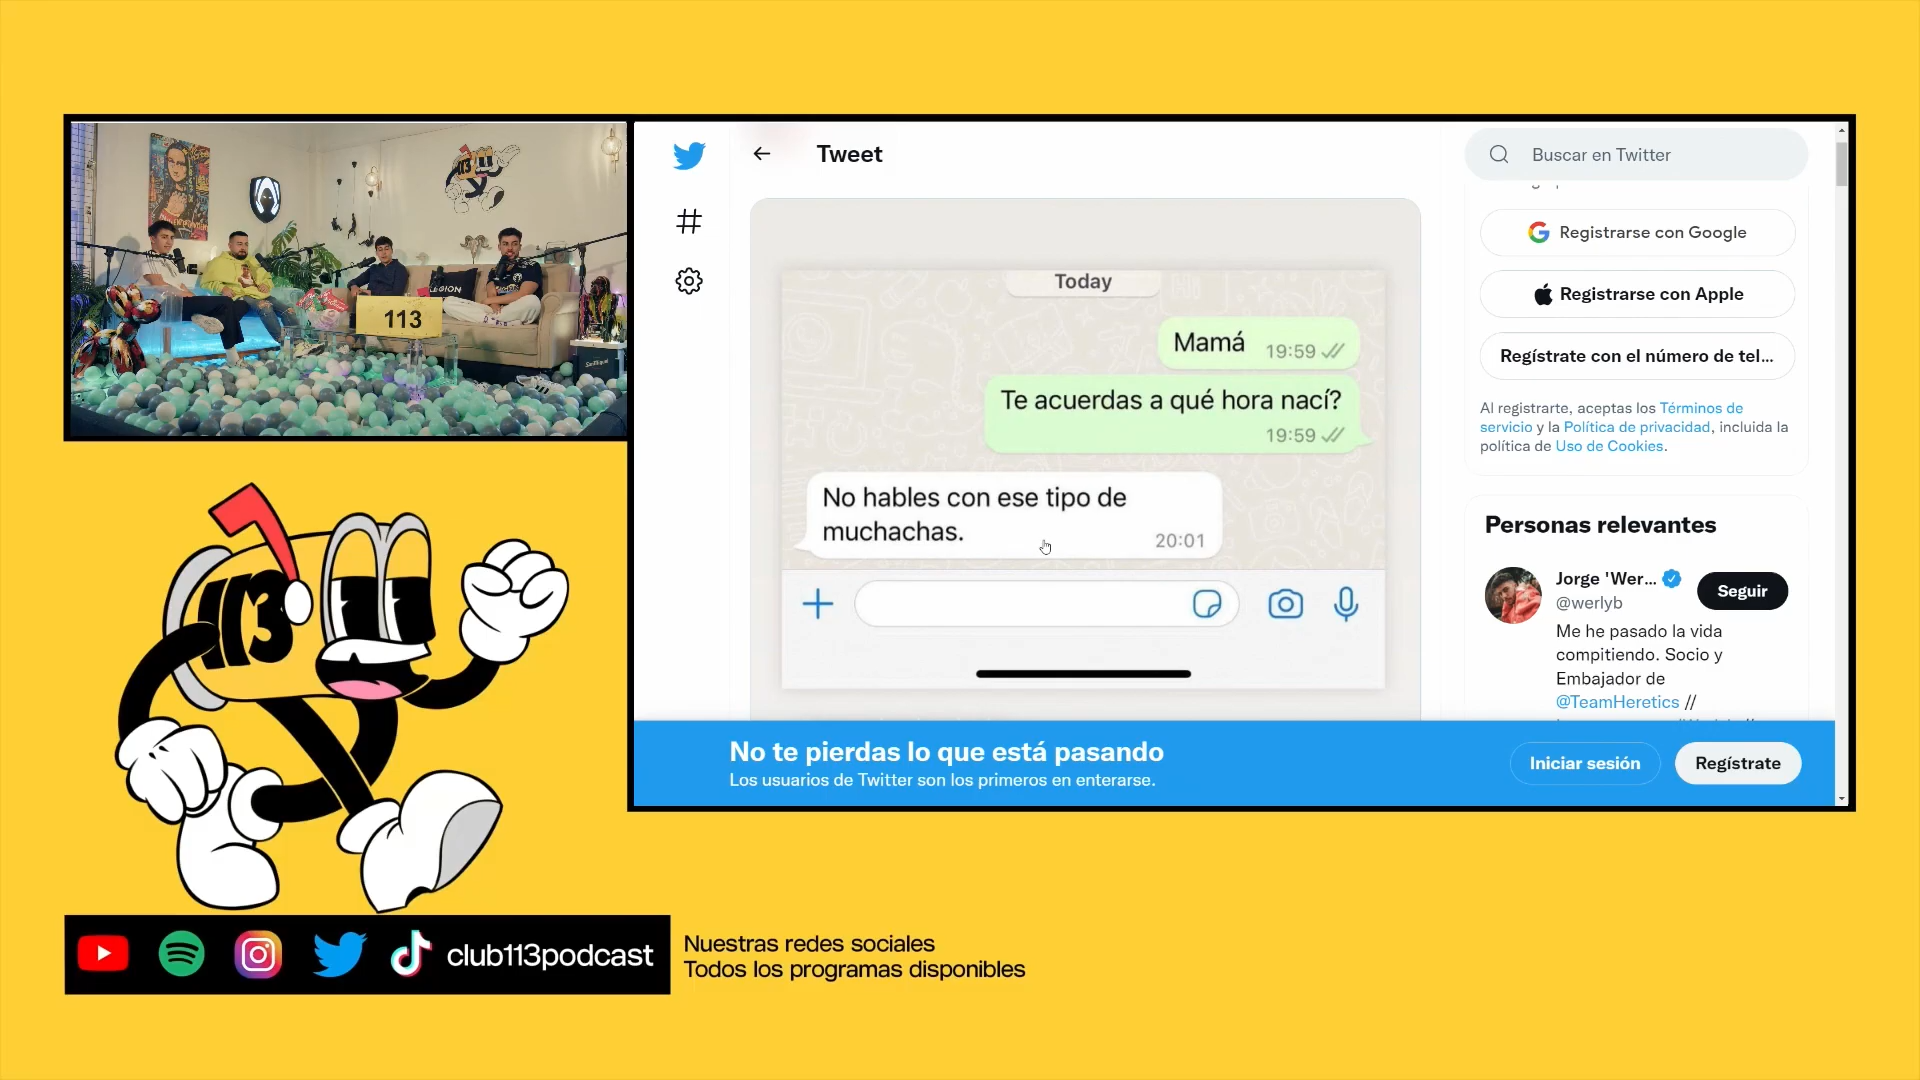 LEGION
113
113
Tweet
Buscar en Twitter
Registrarse con Google
Registrarse con Apple
Regístrate con el número de tel...
Al registrarte, aceptas los Términos de
servicio y la Política de privacidad, incluida la
política de Uso de Cookies.
Today
Mamá
19:59
Te acuerdas a qué hora nací?
19:59
No hables con ese tipo de
muchachas.
20:01
Personas relevantes
Jorge 'Wer...
@werlyb
Seguir
Me he pasado la vida
compitiendo. Socio y
Embajador de
@TeamHeretics //
No te pierdas lo que está pasando
Los usuarios de Twitter son los primeros en enterarse.
Iniciar sesión
Regístrate
113
club113podcast
Nuestras redes sociales
Todos los programas disponibles